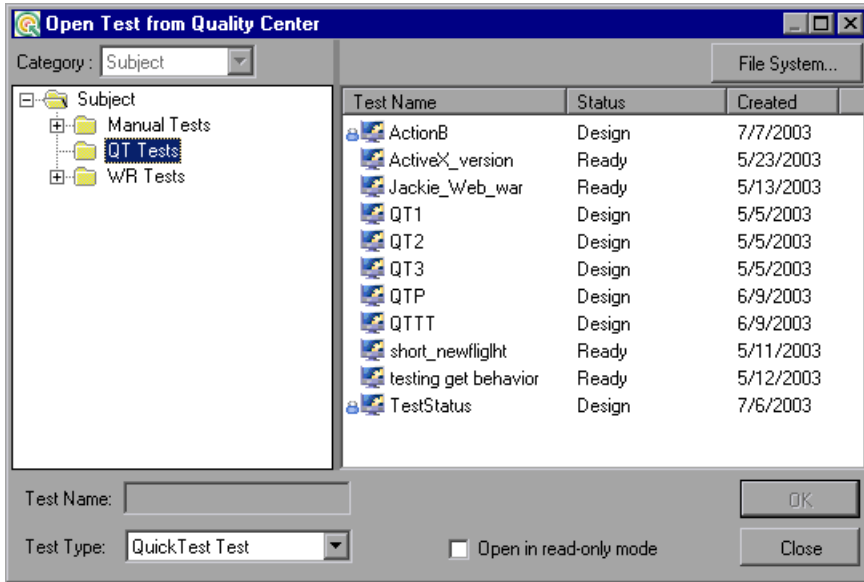 Open Test from Quality Center
Category : Subject
File System...
Subject
Manual Tests
QT Tests
WR Tests
Test Name Status Created
ActionB Design 7/7/2003
ActiveX_version Ready 5/23/2003
Jackie_Web_war Ready 5/13/2003
QT1 Design 5/5/2003
QT2 Design 5/5/2003
QT3 Design 5/5/2003
QTP Design 6/9/2003
QTTT Design 6/9/2003
short_newfliglht Ready 5/11/2003
testing get behavior Ready 5/12/2003
TestStatus Design 7/6/2003
Test Name:
OK
Test Type: QuickTest Test
Open in read-only mode
Close